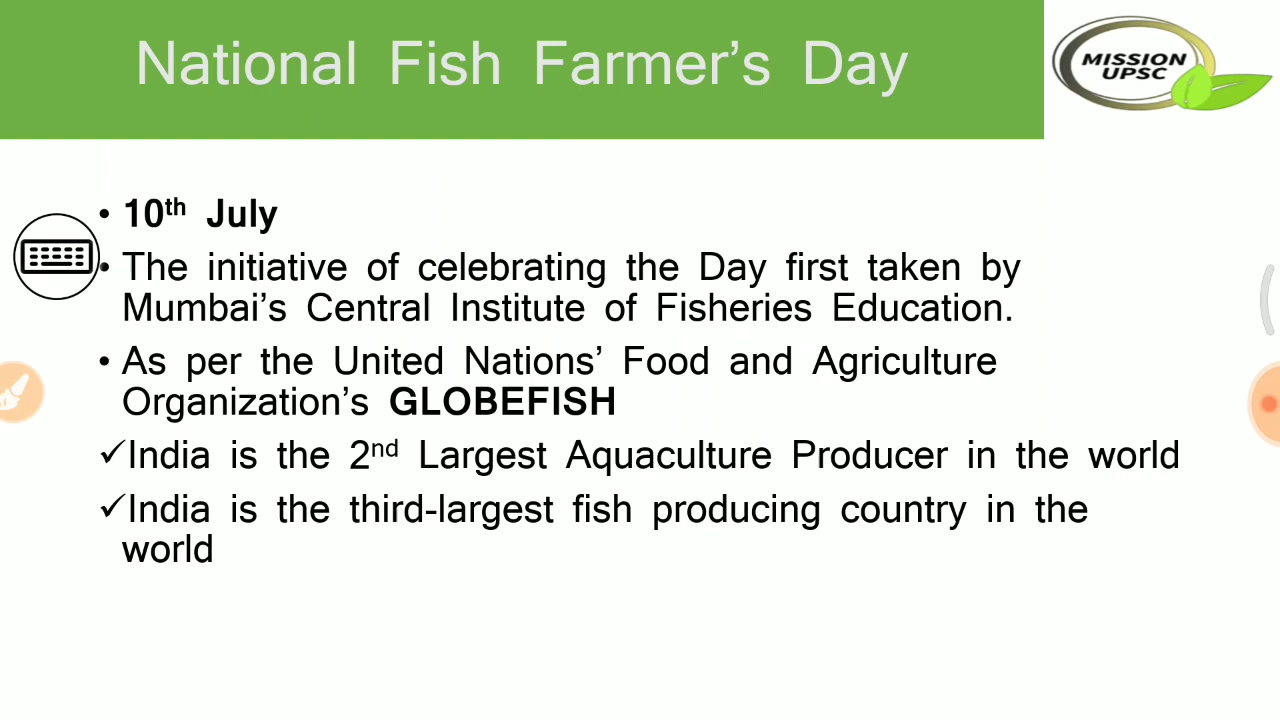 National Fish Farmer’s Day
MISSION
UPSC
• 10th July
• The initiative of celebrating the Day first taken by
Mumbai’s Central Institute of Fisheries Education.
• As per the United Nations’ Food and Agriculture
Organization’s GLOBEFISH
✓India is the 2nd Largest Aquaculture Producer in the world
✓India is the third-largest fish producing country in the
world